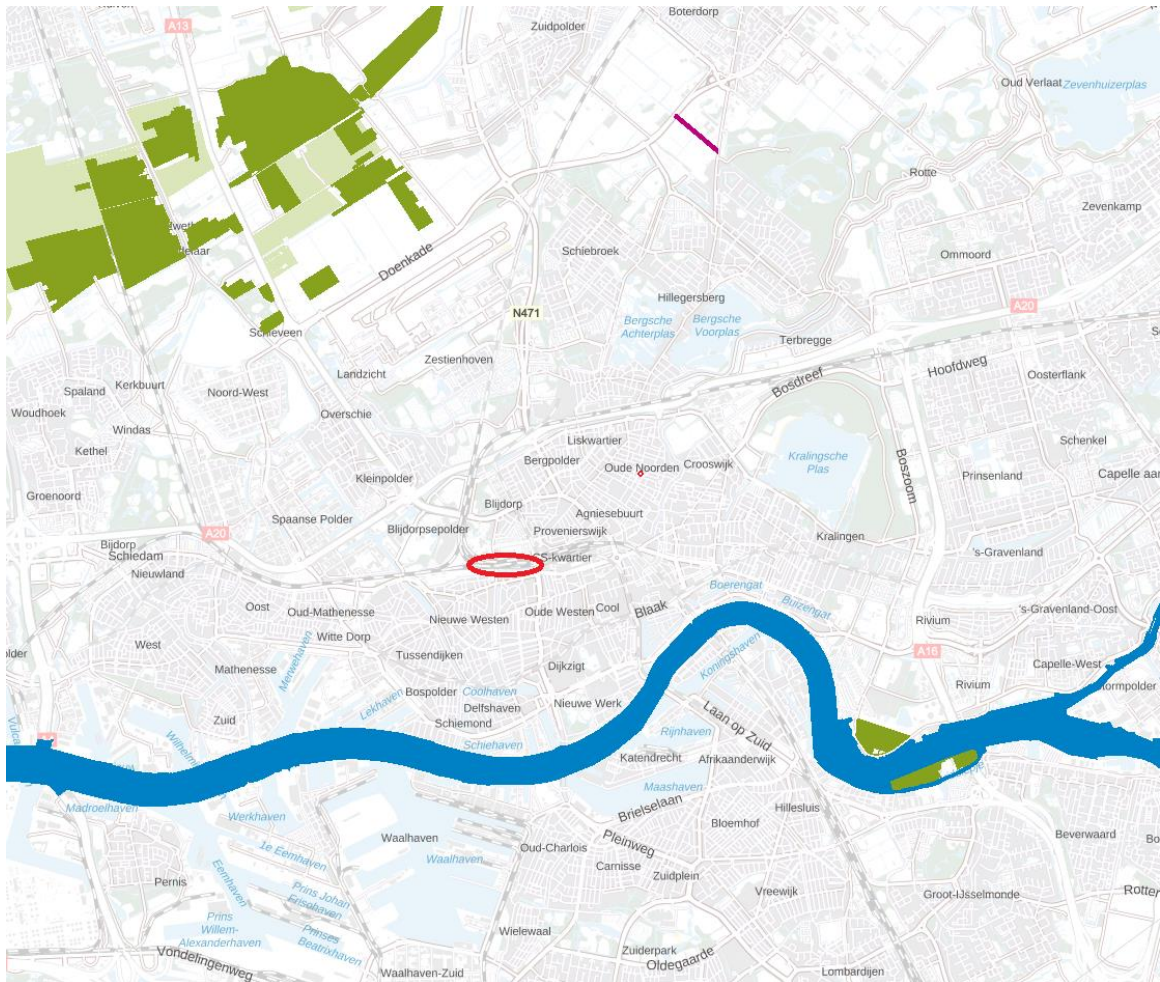 A13
Zuidpolder
Boterdorp
Oud Verlaat
Zevenhuizerplas
Rotte
Zevenkamp
Doenkade
Schiebroek
Ommoord
Hillegersberg
A20
N471
Bergsche
Achterplas
Bergsche
Voorplas
Schieveen
Terbregge
Zestienhoven
Hoofdweg
Landzicht
Bosdreef
Oosterflank
Spaland
Kerkbuurt
Noord-West
Woudhoek
Overschie
Windas
Liskwartier
Boszoom
Schenkel
Kethel
Bergpolder
Oude Noorden
Crooswijk
Kralingsche
Plas
Prinsenland
Capelle aan
Kleinpolder
Groenoord
Blijdorp
Agniesebuurt
Spaanse Polder
Blijdorpsepolder
Provenierswijk
A20
Kralingen
Bijdorp
Schiedam
CS-kwartier
's-Gravenland
Nieuwland
Boerengat
Buizengat
Oost
Oud-Mathenesse
Nieuwe Westen
Oude Westen
Cool
Blaak
's-Gravenland-Oost
Rivium
Witte Dorp
West
Tussendijken
Koningshaven
A16
Mathenesse
Merwehaven
Dijkzigt
Capelle-West
Rivium
Bospolder
Coolhaven
Delfshaven
Nieuwe Werk
Lekhaven
Schiemond
Laan op Zuid
Zuid
Schiehaven
Rijnhaven
Katendrecht
Afrikaanderwijk
Maashaven
Madroelhaven
Werkhaven
Brielselaan
Hillesluis
Bloemhof
Beverwaard
Waalhaven
1e Eemhaven
Waalhaven
Oud-Charlois
Pleinweg
Carnisse
Zuidplein
Pernis
Eemhaven
Prins Johan
Frisohaven
Vreewijk
Groot-IJsselmonde
Prins
Willem-
Alexanderhaven
Prinses
Beatrixhaven
Wielewaal
Zuiderpark
Vondelingenweg
Oldegaarde
Waalhaven-Zuid
Lombardijen